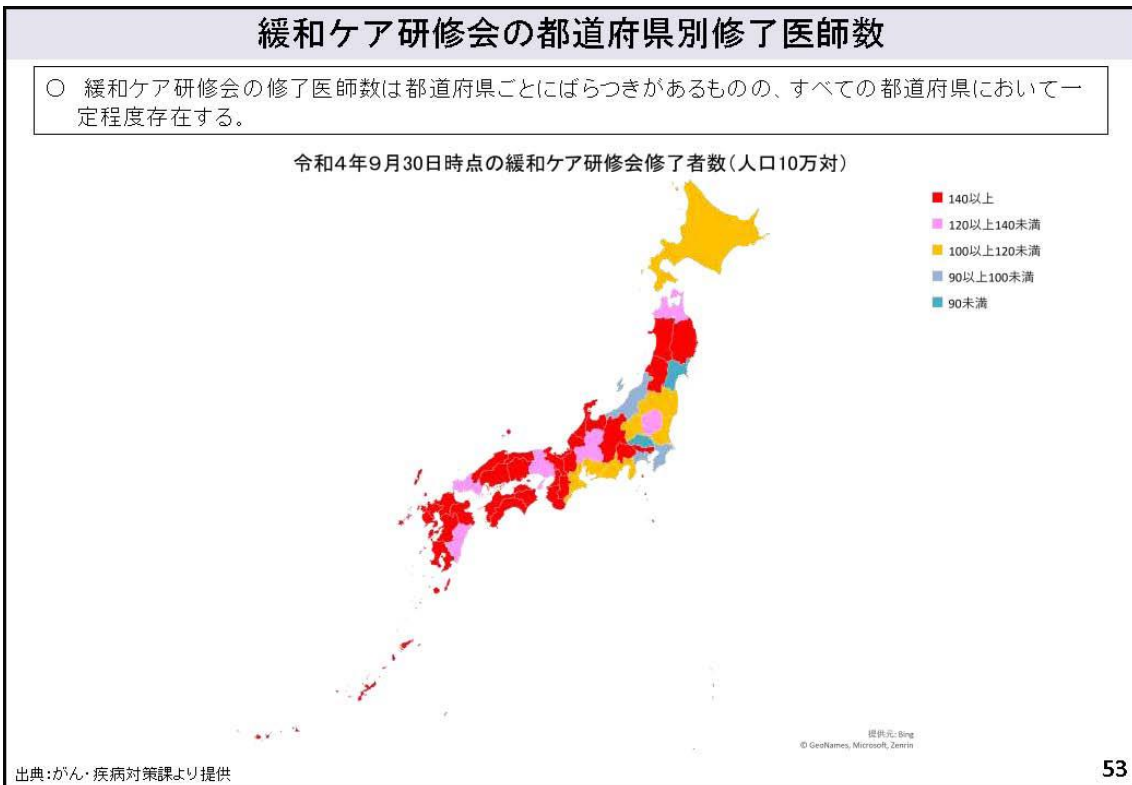 緩和ケア研修会の都道府県別修了医師数
○ 緩和ケア研修会の修了医師数は都道府県ごとにばらつきがあるものの、すべての都道府県において一
定程度存在する。
令和4年9月30日時点の緩和ケア研修会修了者数(人口10万対)
140以上
120以上140未満
100以上120未満
90以上100未満
90未満
提供元: Bing
© GeoNames, Microsoft, Zenrin
出典:がん・疾病対策課より提供
53